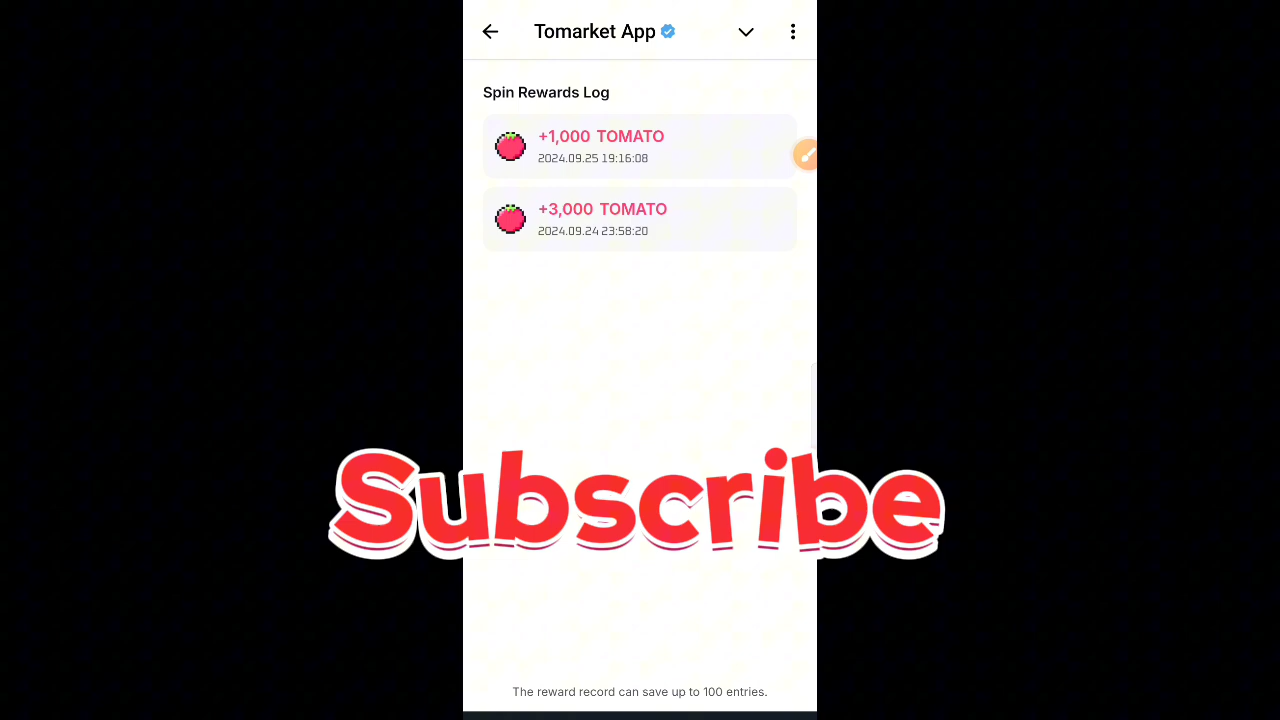 Tomarket App
Spin Rewards Log
+1,000 TOMATO
2024.09.25 19:16:08
+3,000 TOMATO
2024.09.24 23:58:20
Subscribe
The reward record can save up to 100 entries.